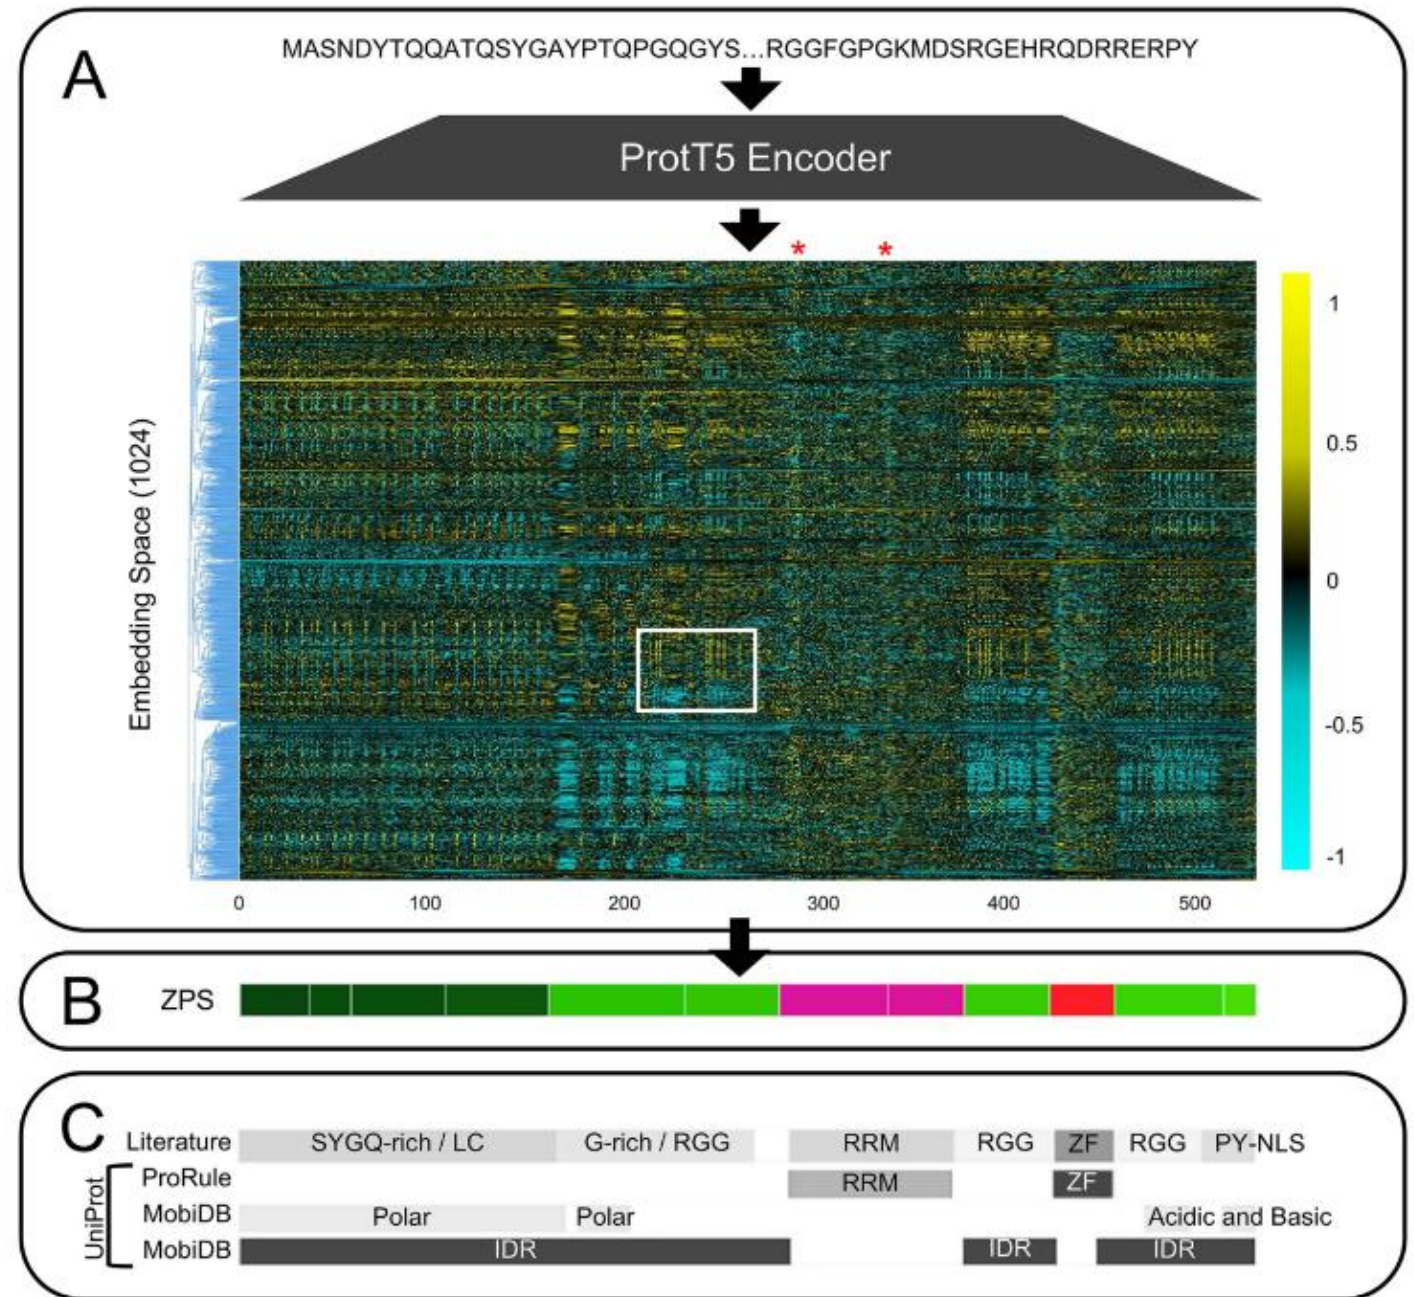 A
MASNDYTQQATQSYGAYPTQPGQGYS...RGGFGPGKMDSRGEHRQDRRERPY
ProtT5 Encoder
* *
Embedding Space (1024)
1
0.5
0
-0.5
-1
0 100 200 300 400 500
B ZPS
C
Literature SYGQ-rich / LC G-rich / RGG RRM RGG ZF RGG PY-NLS
UniProt
ProRule RRM ZF
MobiDB Polar Polar Acidic and Basic
MobiDB IDR IDR IDR